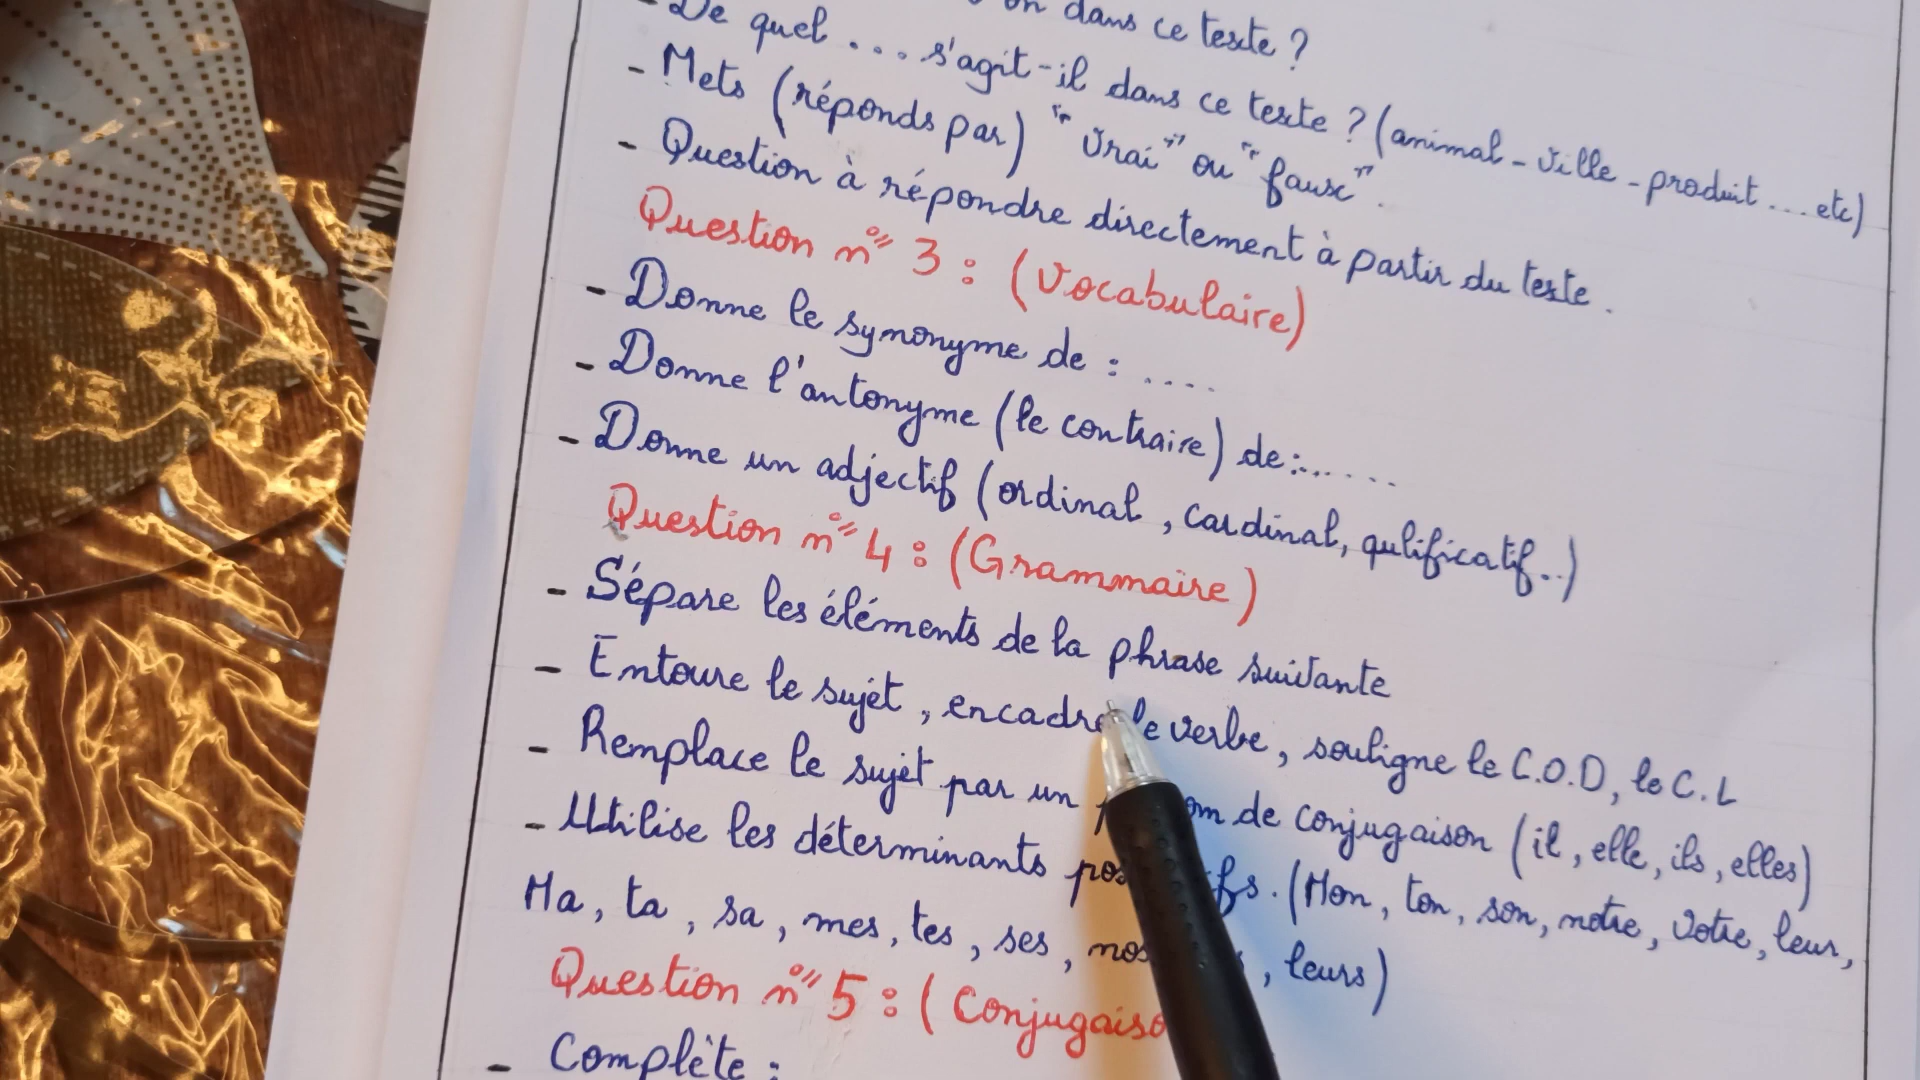 on dans ce texte ?
- De quel ... s'agit-il dans ce texte ? (animal - ville - produit ... etc)
- Mets (réponds par) "vrai" ou "faux".
- Question à répondre directement à partir du texte.
Question n° 3 : (Vocabulaire)
- Donne le synonyme de : ....
- Donne l'antonyme (le contraire) de : ......
- Donne un adjectif (ordinal, cardinal, qulificatif..)
Question n° 4 : (Grammaire)
- Sépare les éléments de la phrase suivante
- Entoure le sujet, encadre le verbe, souligne le C.O.D, le C.L
- Remplace le sujet par un de conjugaison (il, elle, ils, elles)
- Utilise les déterminants (Mon, ton, son, notre, votre, leur,
Ma, ta, sa, mes, tes, ses, nos , leurs)
Question n° 5 : (Conjugaiso
- Complète :